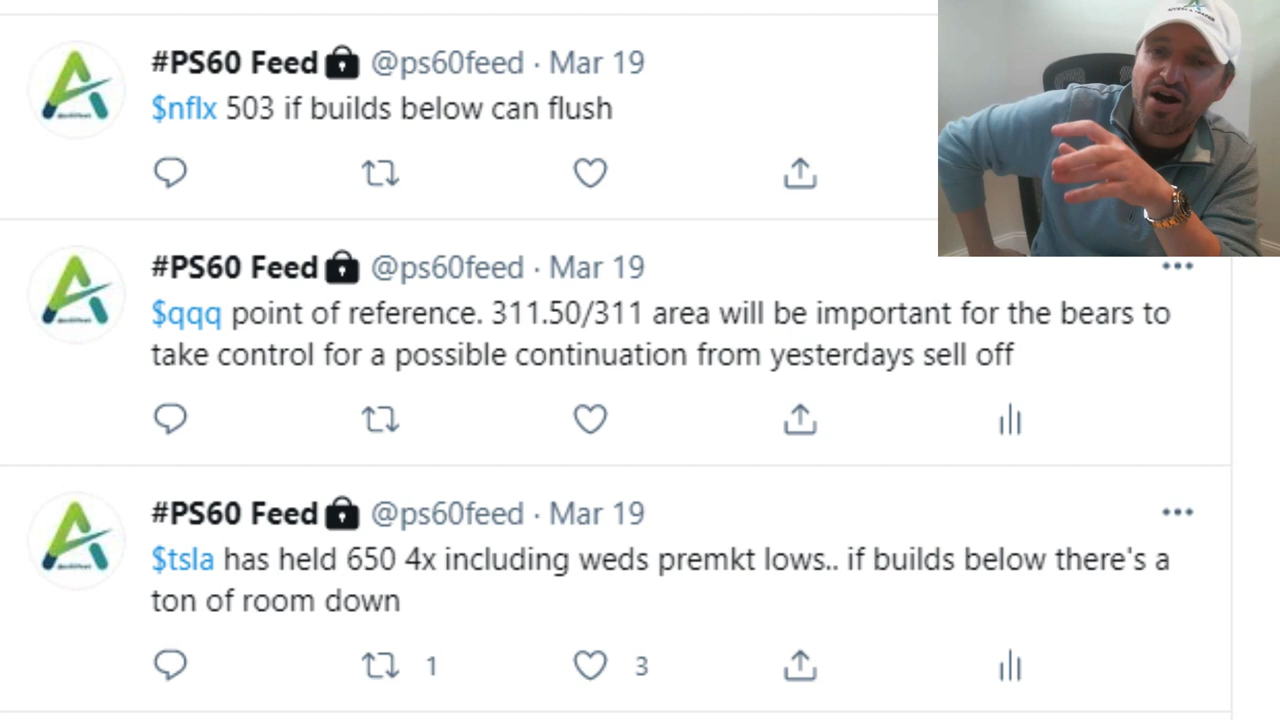 #PS60 Feed @ps60feed · Mar 19
$nflx 503 if builds below can flush
#PS60 Feed @ps60feed · Mar 19
$qqq point of reference. 311.50/311 area will be important for the bears to
take control for a possible continuation from yesterdays sell off
#PS60 Feed @ps60feed · Mar 19
$tsla has held 650 4x including weds premkt lows.. if builds below there's a
ton of room down
1 3